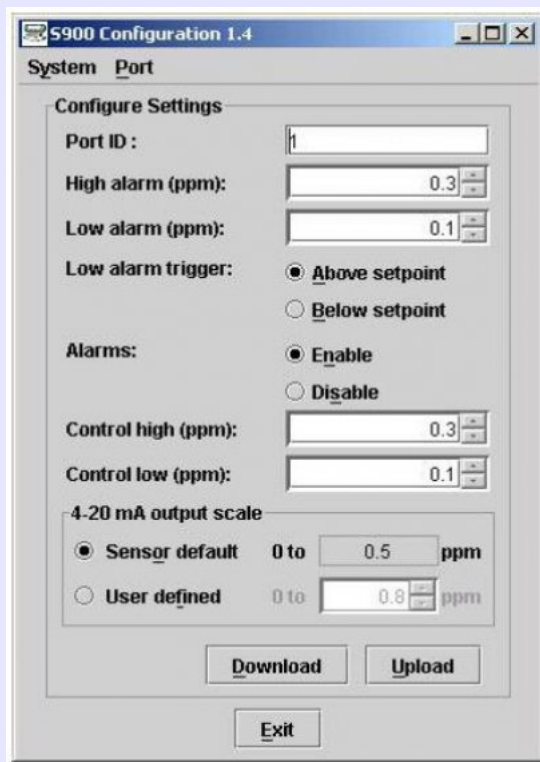 S900 Configuration 1.4
System Port
Configure Settings
Port ID : 1
High alarm (ppm): 0.3
Low alarm (ppm): 0.1
Low alarm trigger: Above setpoint
Below setpoint
Alarms: Enable
Disable
Control high (ppm): 0.3
Control low (ppm): 0.1
4-20 mA output scale
Sensor default 0 to 0.5 ppm
User defined 0 to 0.8 ppm
Download Upload
Exit